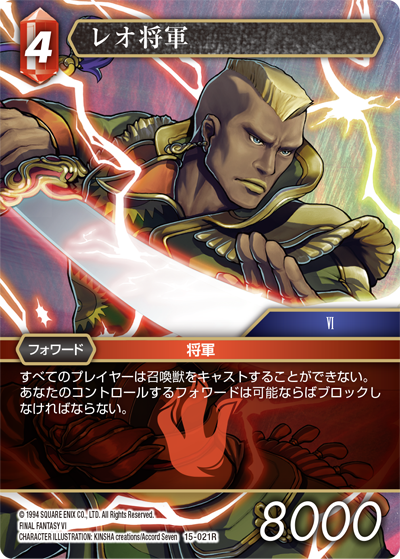 4
レオ将軍
VI
フォワード
将軍
すべてのプレイヤーは召喚獣をキャストすることができない。
あなたのコントロールするフォワードは可能ならばブロックし
なければならない。
© 1994 SQUARE ENIX CO., LTD. All Rights Reserved.
FINAL FANTASY VI
CHARACTER ILLUSTRATION: KINSHA creations/Accord Seven
15-021R
8000